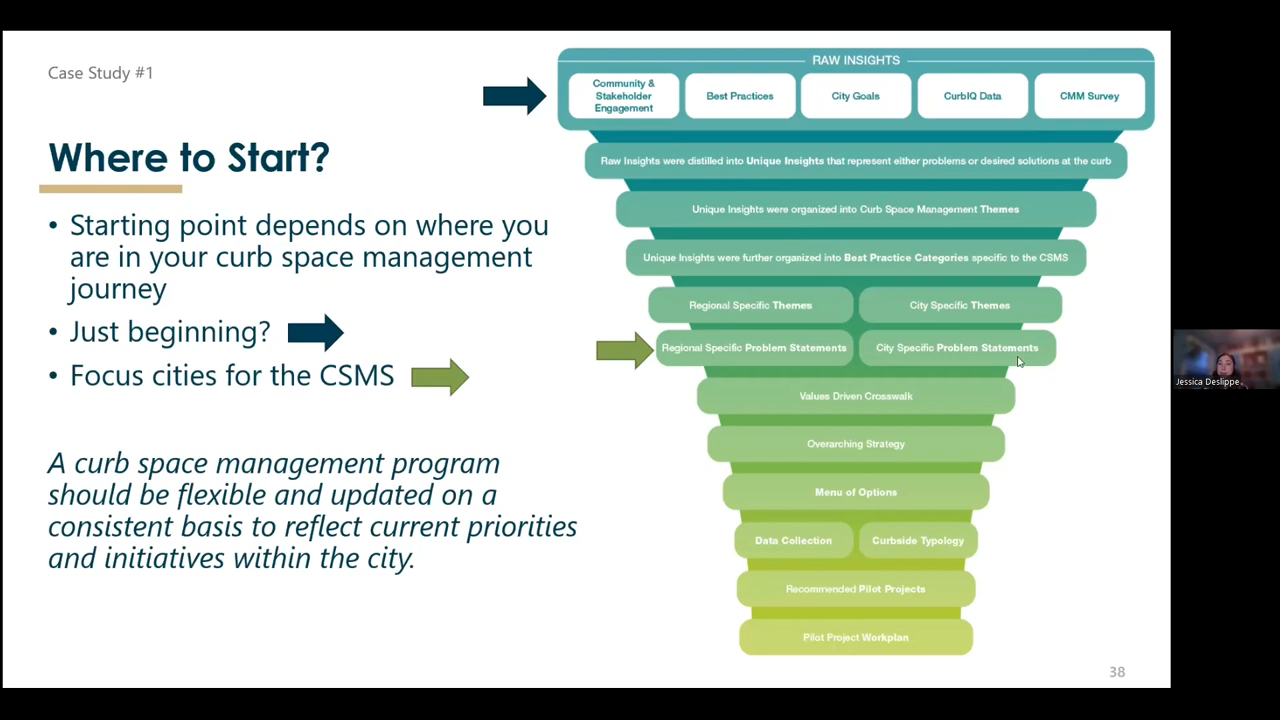 Case Study #1
Where to Start?
• Starting point depends on where you
are in your curb space management
journey
• Just beginning?
• Focus cities for the CSMS
A curb space management program
should be flexible and updated on a
consistent basis to reflect current priorities
and initiatives within the city.
RAW INSIGHTS
Community &
Stakeholder
Engagement
Best Practices
City Goals
CurbIQ Data
CMM Survey
Raw Insights were distilled into Unique Insights that represent either problems or desired solutions at the curb
Unique Insights were organized into Curb Space Management Themes
Unique Insights were further organized into Best Practice Categories specific to the CSMS
Regional Specific Themes
City Specific Themes
Regional Specific Problem Statements
City Specific Problem Statements
Values Driven Crosswalk
Overarching Strategy
Menu of Options
Data Collection
Curbside Typology
Recommended Pilot Projects
Pilot Project Workplan
38
Jessica Deslippe